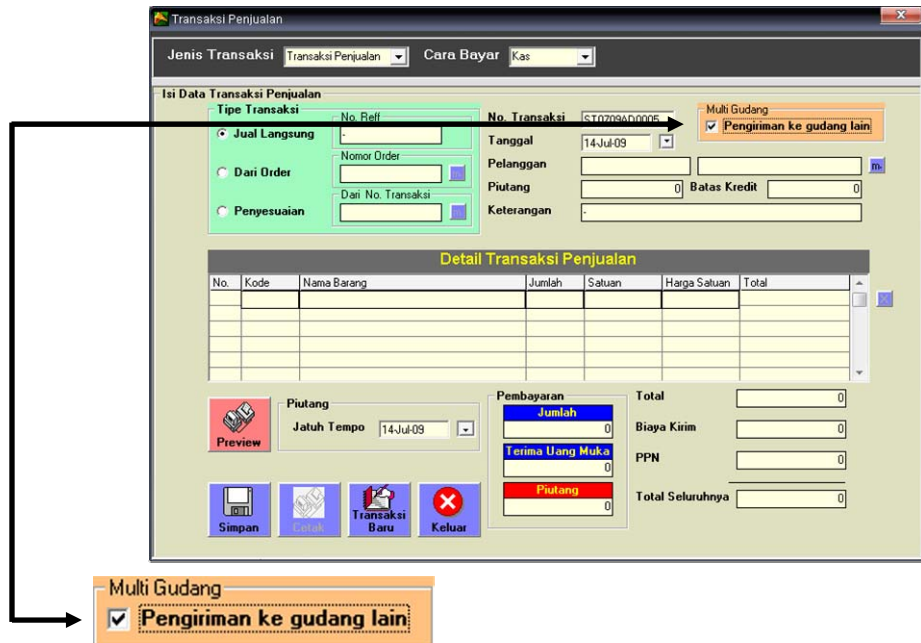 Transaksi Penjualan
Jenis Transaksi Transaksi Penjualan Cara Bayar Kas
Isi Data Transaksi Penjualan
Tipe Transaksi
No. Reff
Jual Langsung -
Nomor Order
Dari Order
Dari No. Transaksi
Penyesuaian
No. Transaksi ST0709AD0005
Tanggal 14-Jul-09
Pelanggan
Piutang 0 Batas Kredit 0
Keterangan -
Multi Gudang
Pengiriman ke gudang lain
Detail Transaksi Penjualan
No. Kode Nama Barang Jumlah Satuan Harga Satuan Total
Preview
Piutang
Jatuh Tempo 14-Jul-09
Pembayaran
Jumlah
0
Terima Uang Muka
0
Piutang
0
Total 0
Biaya Kirim 0
PPN 0
Total Seluruhnya 0
Simpan
Cetak
Transaksi Baru
Keluar
Multi Gudang
Pengiriman ke gudang lain